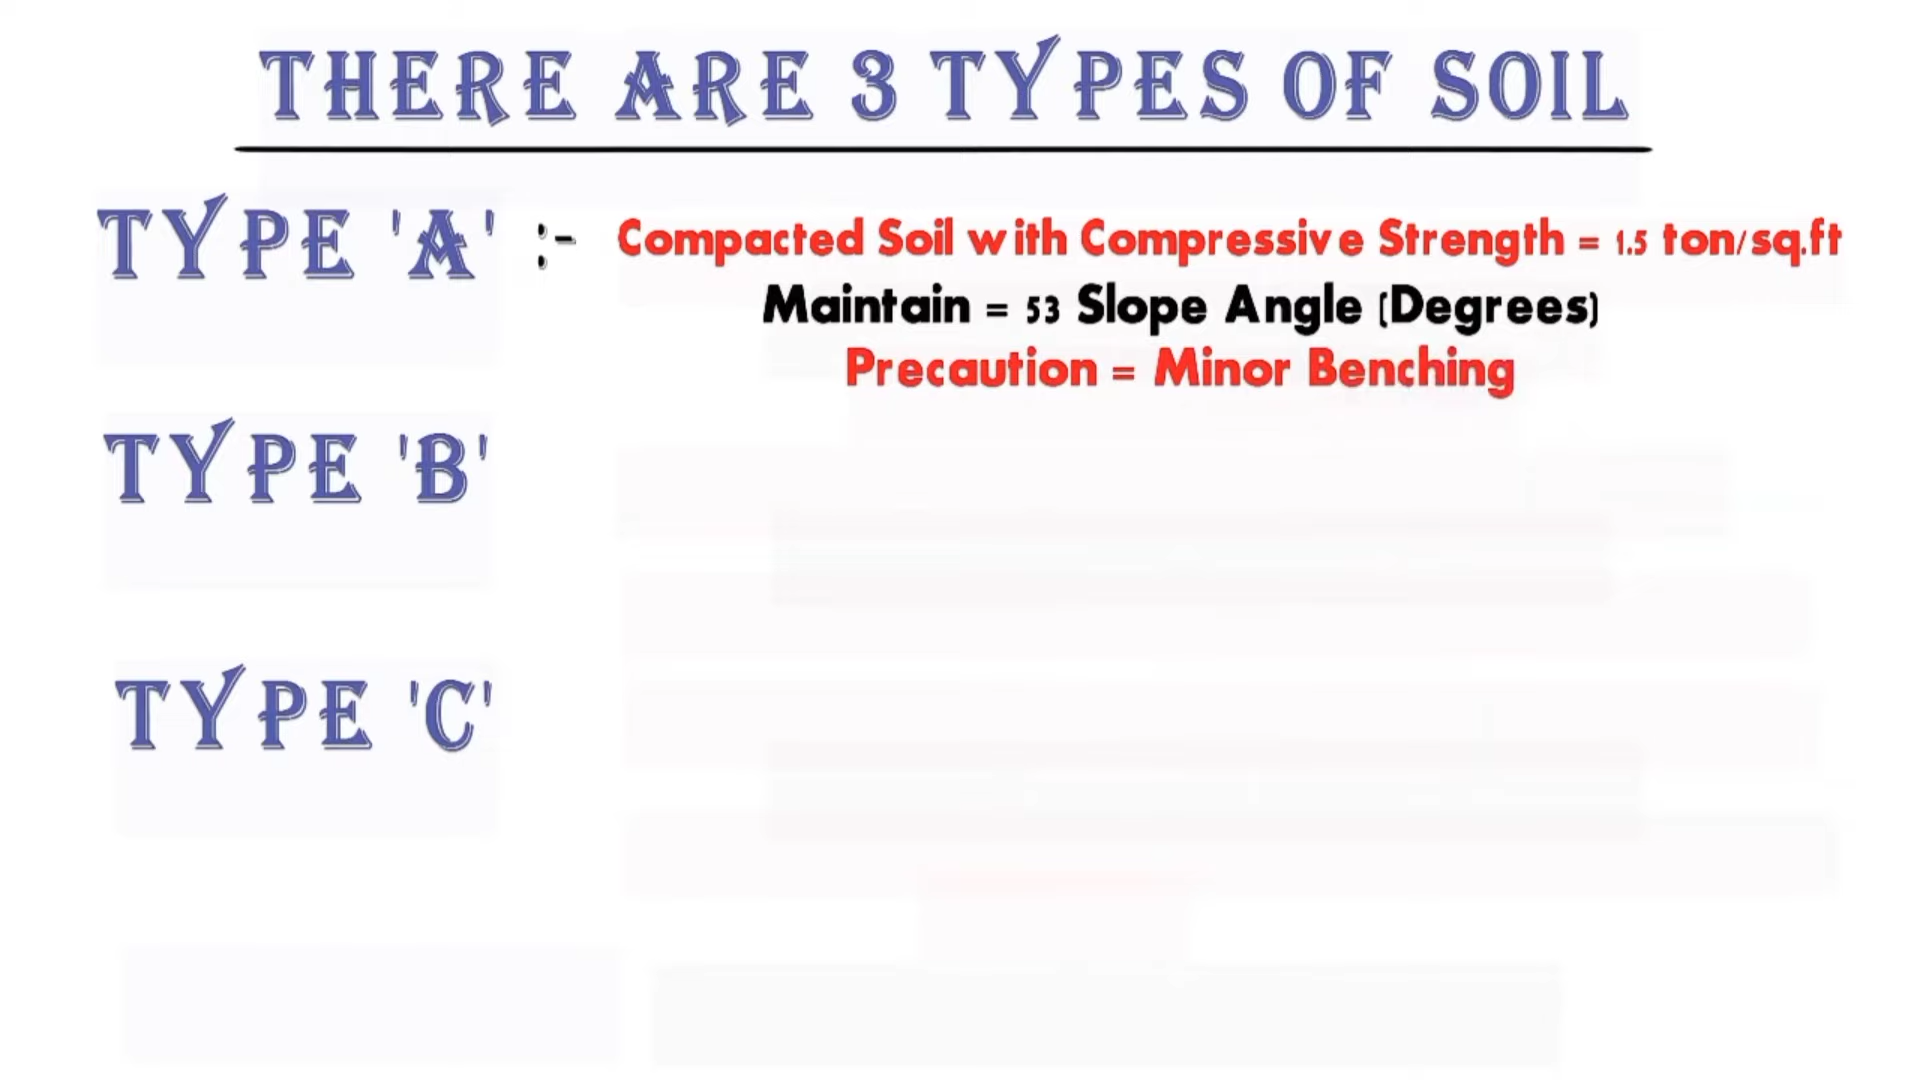 THERE ARE 3 TYPES OF SOIL
TYPE 'A' :- Compacted Soil with Compressive Strength = 1.5 ton/sq.ft
Maintain = 53 Slope Angle (Degrees)
Precaution = Minor Benching
TYPE 'B'
TYPE 'C'